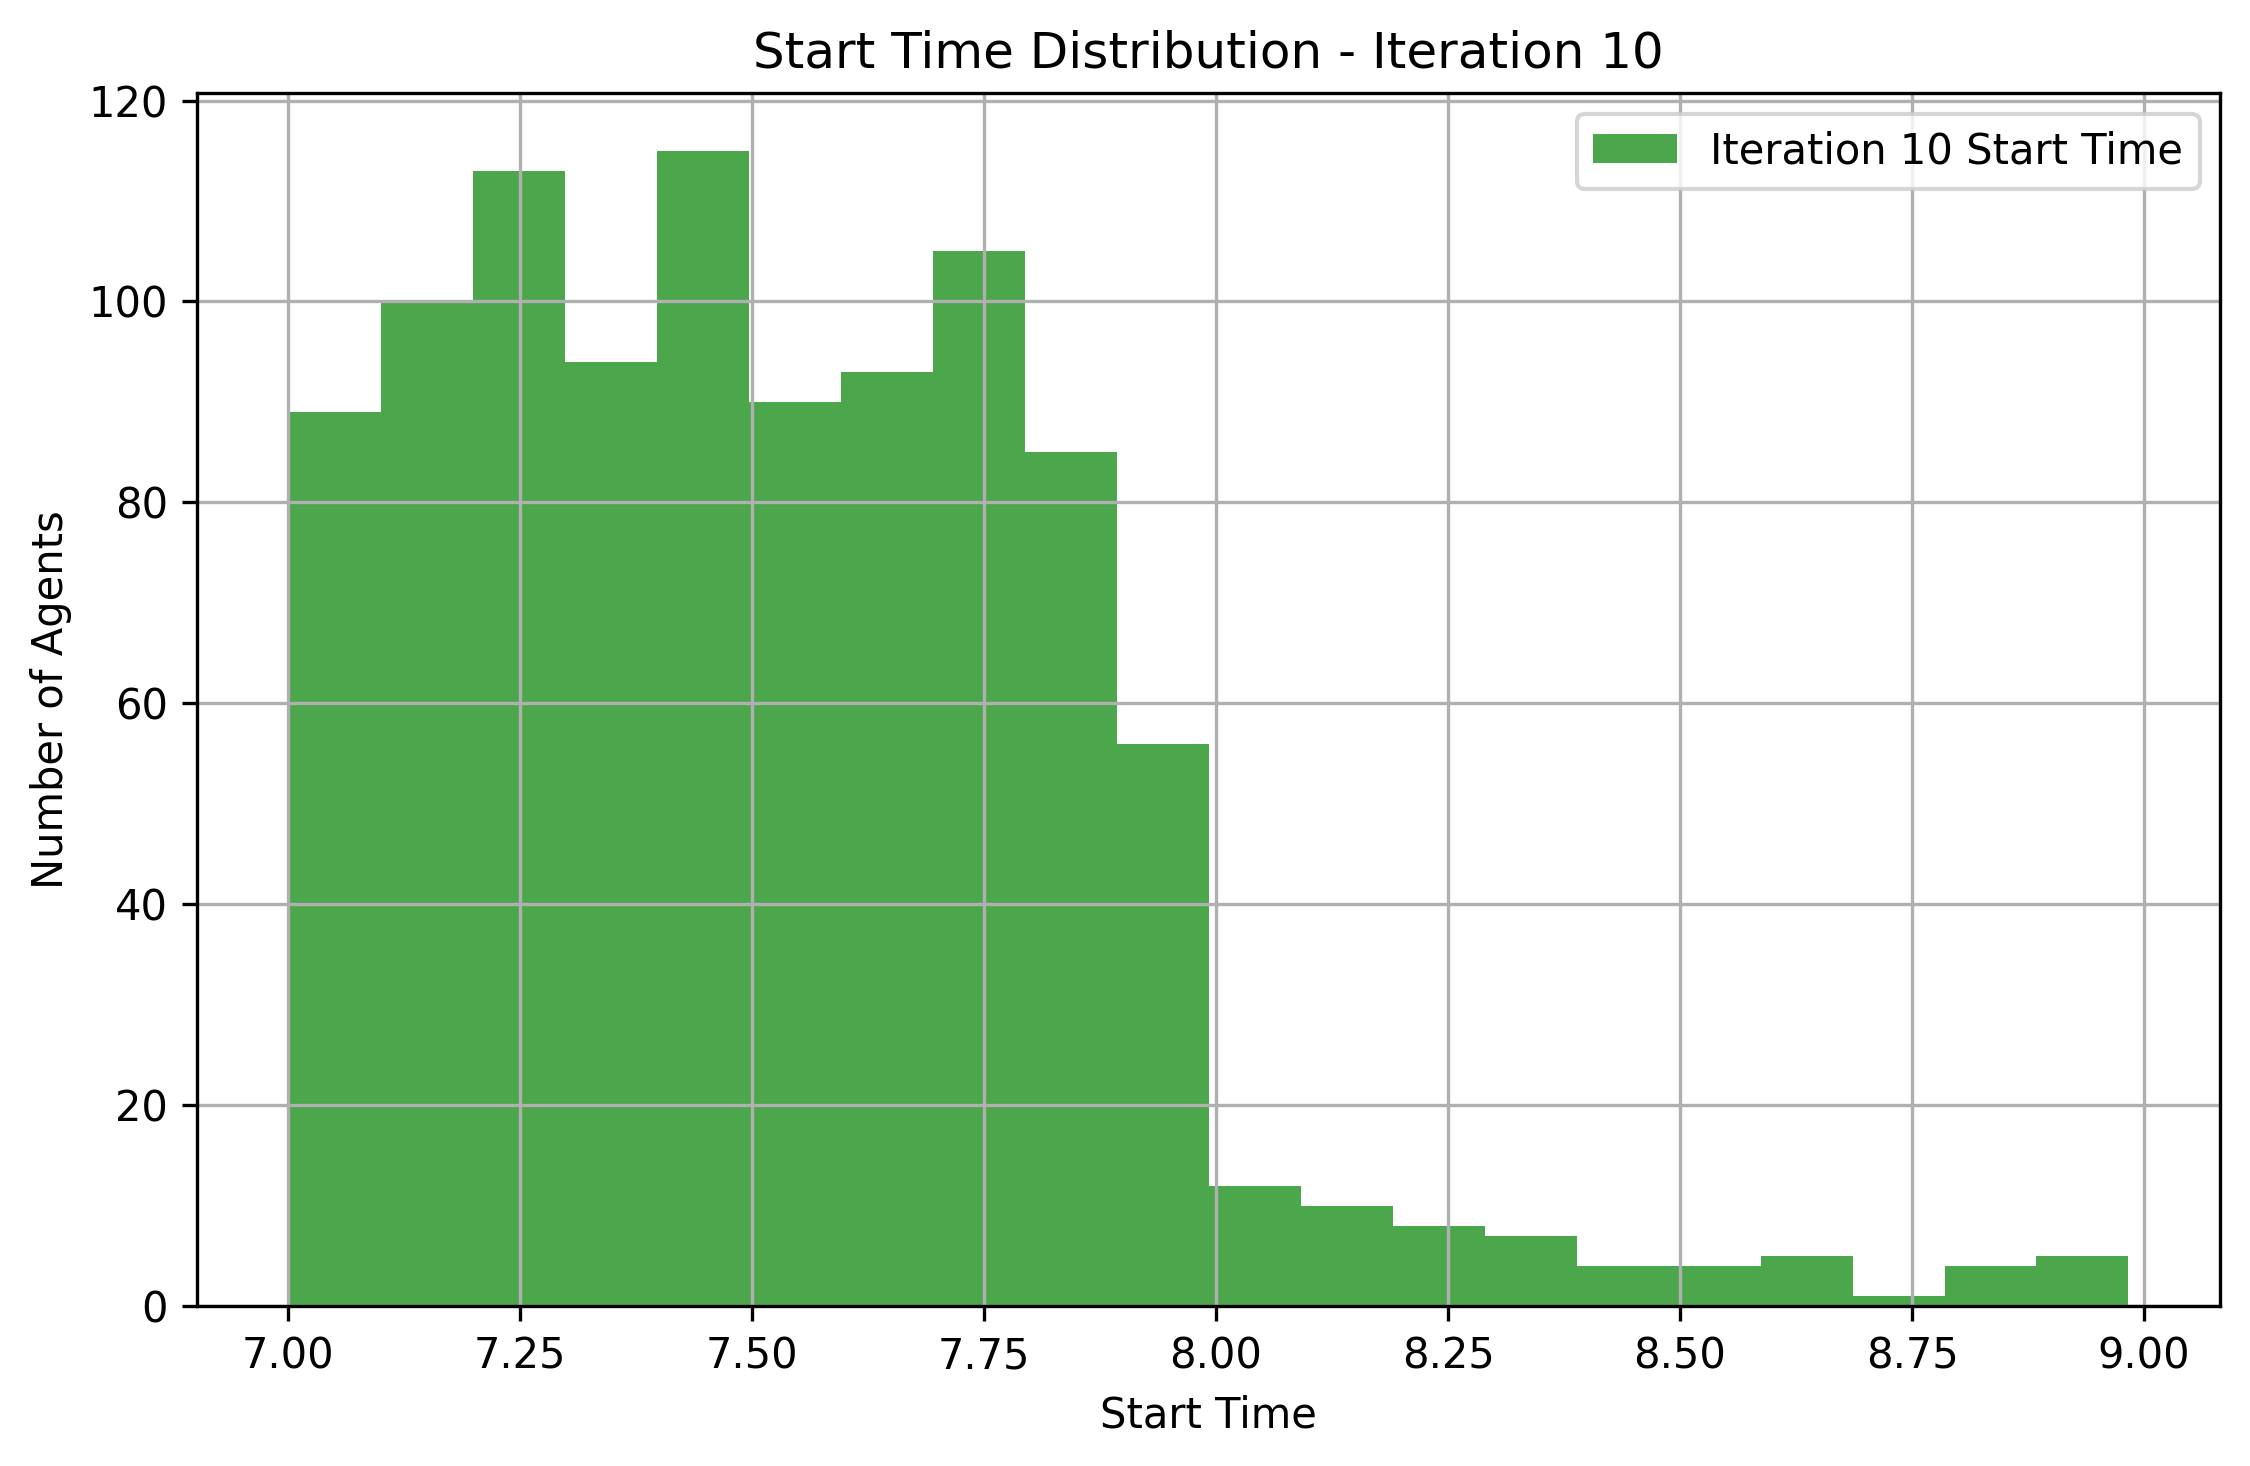 Start Time Distribution - Iteration 10
Iteration 10 Start Time
Number of Agents
120
100
80
60
40
20
0
7.00 7.25 7.50 7.75 8.00 8.25 8.50 8.75 9.00
Start Time